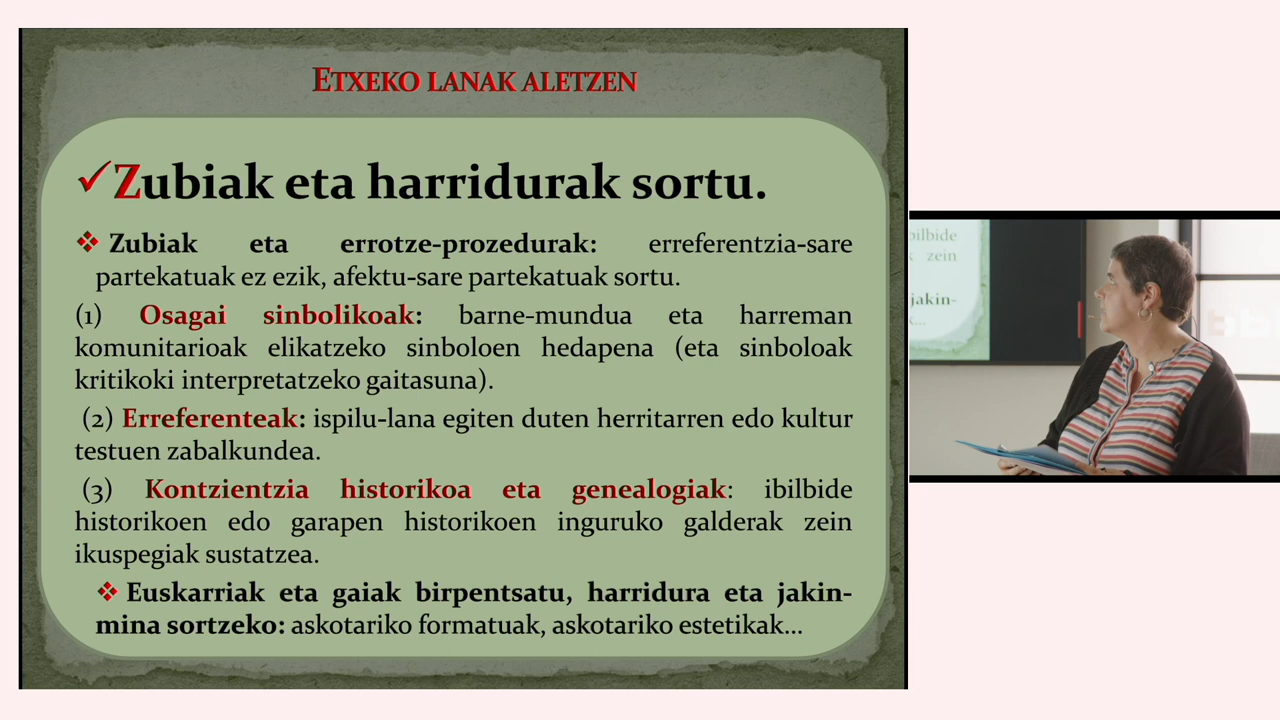 ETXEKO LANAK ALETZEN
Zubiak eta harridurak sortu.
Zubiak eta errotze-prozedurak: erreferentzia-sare
partekatuak ez ezik, afektu-sare partekatuak sortu.
(1) Osagai sinbolikoak: barne-mundua eta harreman
komunitarioak elikatzeko sinboloen hedapena (eta sinboloak
kritikoki interpretatzeko gaitasuna).
(2) Erreferenteak: ispilu-lana egiten duten herritarren edo kultur
testuen zabalkundea.
(3) Kontzientzia historikoa eta genealogiak: ibilbide
historikoen edo garapen historikoen inguruko galderak zein
ikuspegiak sustatzea.
Euskarriak eta gaiak birpentsatu, harridura eta jakin-
mina sortzeko: askotariko formatuak, askotariko estetikak...
bilbide
zein
jakin-